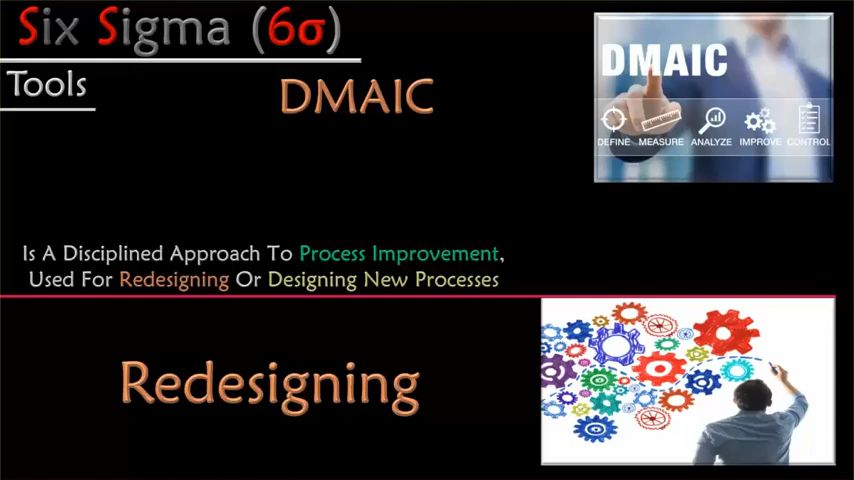 Six Sigma (6σ)
Tools
DMAIC
DMAIC
DEFINE MEASURE ANALYZE IMPROVE CONTROL
Is A Disciplined Approach To Process Improvement,
Used For Redesigning Or Designing New Processes
Redesigning